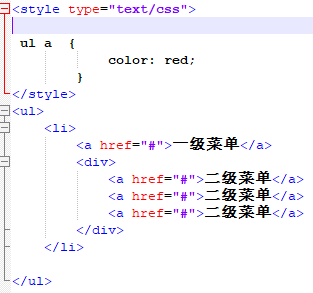 <style type="text/css">
ul a {
color: red;
}
</style>
<ul>
<li>
<a href="#">一级菜单</a>
<div>
<a href="#">二级菜单</a>
<a href="#">二级菜单</a>
<a href="#">二级菜单</a>
</div>
</li>
</ul>